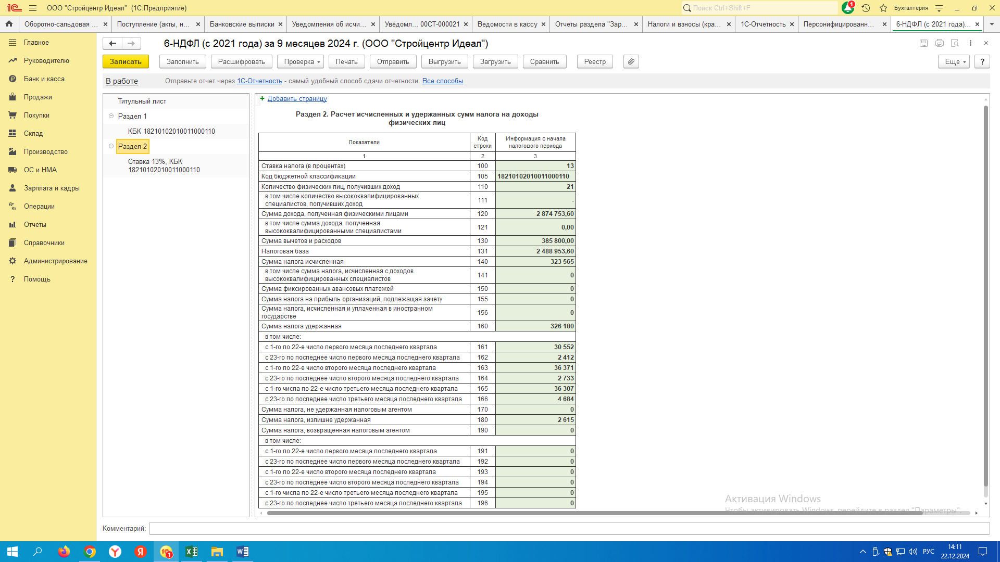 1С ООО "Стройцентр Идеал" (1С:Предприятие)
Поиск Ctrl+Shift+F
1
Бухгалтерия
Оборотно-сальдовая ... ×
Поступление (акты, н... ×
Банковские выписки ×
Уведомления об исчи... ×
Уведомл... 00СТ-000021 ×
Ведомости в кассу ×
Отчеты раздела "Зар... ×
Налоги и взносы (кра... ×
1С-Отчетность ×
Персонифицированн... ×
6-НДФЛ (с 2021 года)... ×
Главное
Руководителю
Банк и касса
Продажи
Покупки
Склад
Производство
ОС и НМА
Зарплата и кадры
Дт Кт Операции
Отчеты
Справочники
Администрирование
? Помощь
6-НДФЛ (с 2021 года) за 9 месяцев 2024 г. (ООО "Стройцентр Идеал")
Записать Заполнить Расшифровать Проверка Печать Отправить Выгрузить Загрузить Сравнить Реестр Еще ?
В работе Отправьте отчет через 1С-Отчетность - самый удобный способ сдачи отчетности. Все способы
Титульный лист
Раздел 1
КБК 18210102010011000110
Раздел 2
Ставка 13%, КБК
18210102010011000110
+ Добавить страницу
Раздел 2. Расчет исчисленных и удержанных сумм налога на доходы
физических лиц
Показатели Код строки Информация с начала налогового периода
1 2 3
Ставка налога (в процентах) 100 13
Код бюджетной классификации 105 18210102010011000110
Количество физических лиц, получивших доход 110 21
в том числе количество высококвалифицированных
специалистов, получивших доход 111 -
Сумма дохода, полученная физическими лицами 120 2 874 753,60
в том числе сумма дохода, полученная
высококвалифицированными специалистами 121 0,00
Сумма вычетов и расходов 130 385 800,00
Налоговая база 131 2 488 953,60
Сумма налога исчисленная 140 323 565
в том числе сумма налога, исчисленная с доходов
высококвалифицированных специалистов 141 0
Сумма фиксированных авансовых платежей 150 0
Сумма налога на прибыль организаций, подлежащая зачету 155 0
Сумма налога, исчисленная и уплаченная в иностранном
государстве 156 0
Сумма налога удержанная 160 326 180
в том числе:
с 1-го по 22-е число первого месяца последнего квартала 161 30 552
с 23-го по последнее число первого месяца последнего квартала 162 2 412
с 1-го по 22-е число второго месяца последнего квартала 163 36 371
с 23-го по последнее число второго месяца последнего квартала 164 2 733
с 1-го числа по 22-е число третьего месяца последнего квартала 165 36 307
с 23-го по последнее число третьего месяца последнего квартала 166 4 684
Сумма налога, не удержанная налоговым агентом 170 0
Сумма налога, излишне удержанная 180 2 615
Сумма налога, возвращенная налоговым агентом 190 0
в том числе:
с 1-го по 22-е число первого месяца последнего квартала 191 0
с 23-го по последнее число первого месяца последнего квартала 192 0
с 1-го по 22-е число второго месяца последнего квартала 193 0
с 23-го по последнее число второго месяца последнего квартала 194 0
с 1-го числа по 22-е число третьего месяца последнего квартала 195 0
с 23-го по последнее число третьего месяца последнего квартала 196 0
Активация Windows
Чтобы активировать Windows, перейдите в раздел "Параметры".
Комментарий:
Я 1С 1 РУС 14:11
22.12.2024